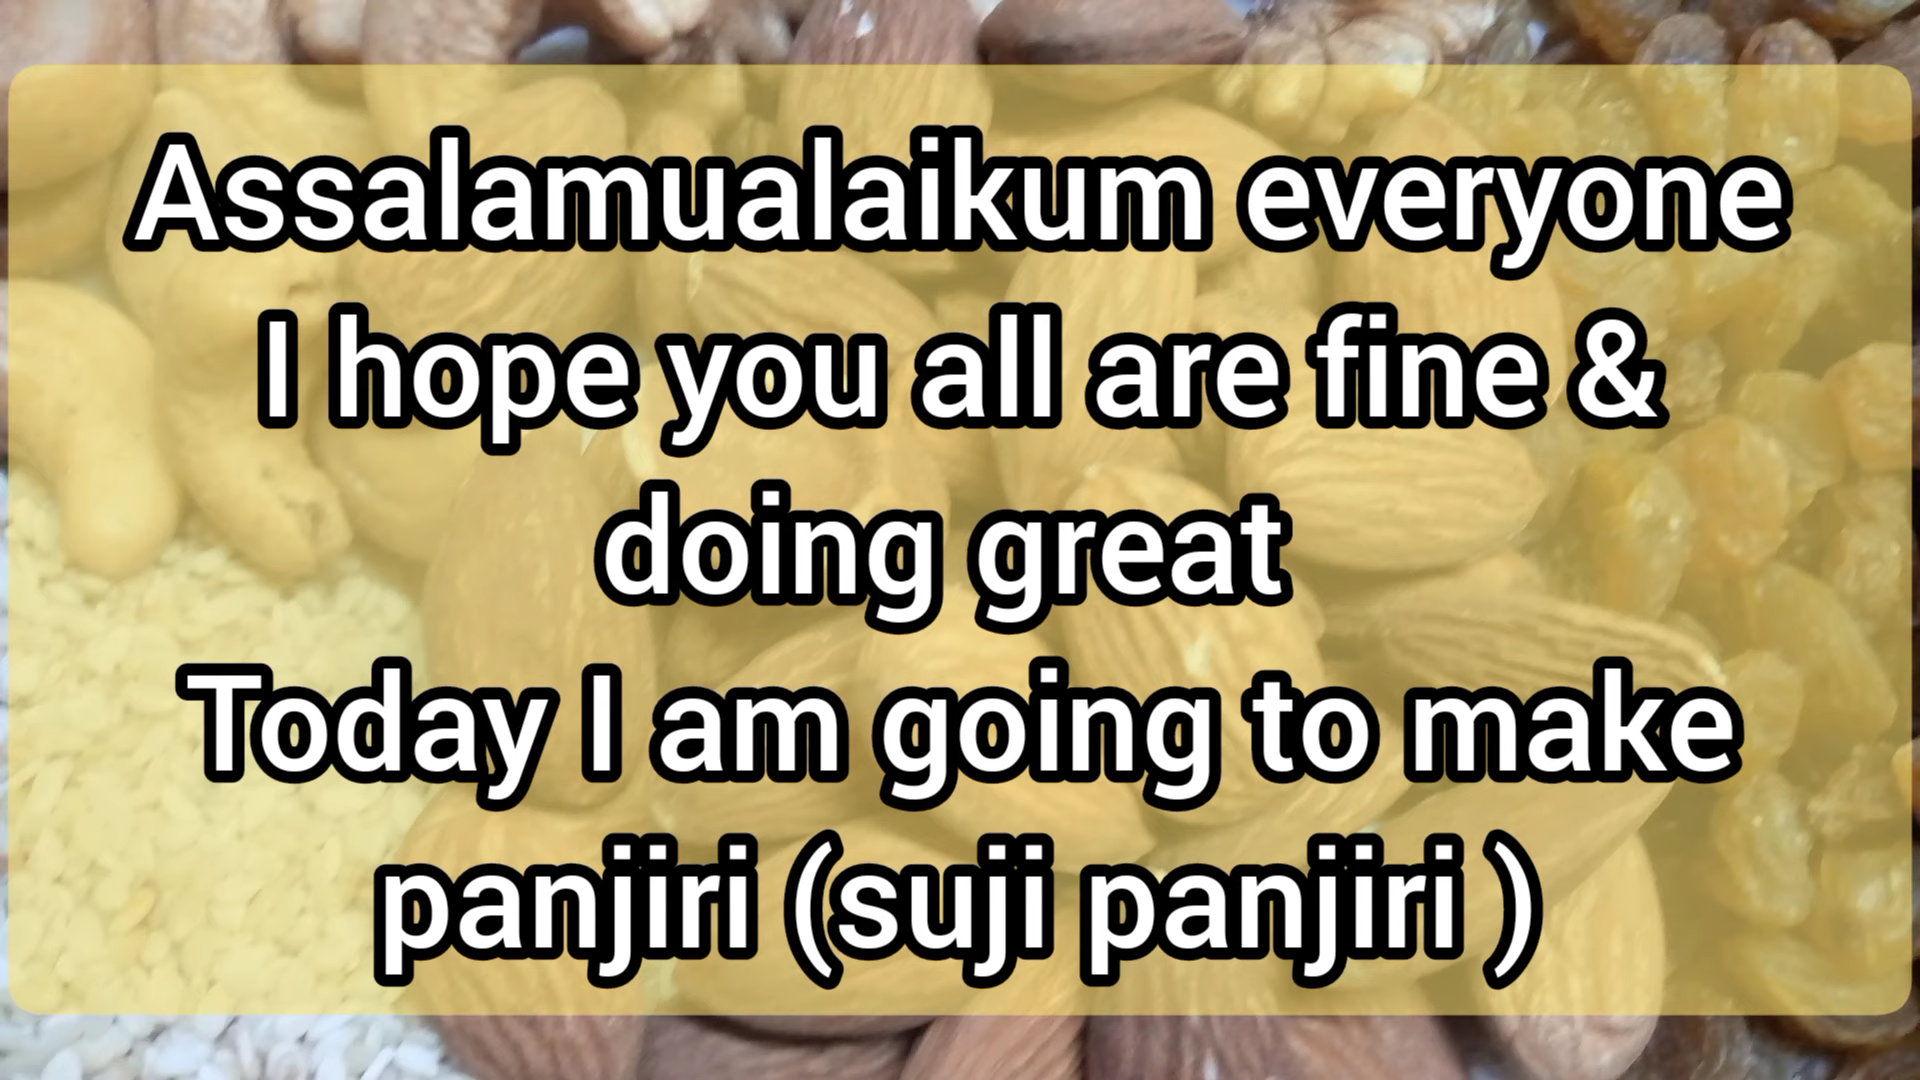 Assalamualaikum everyone
I hope you all are fine &
doing great
Today I am going to make
panjiri (suji panjiri )